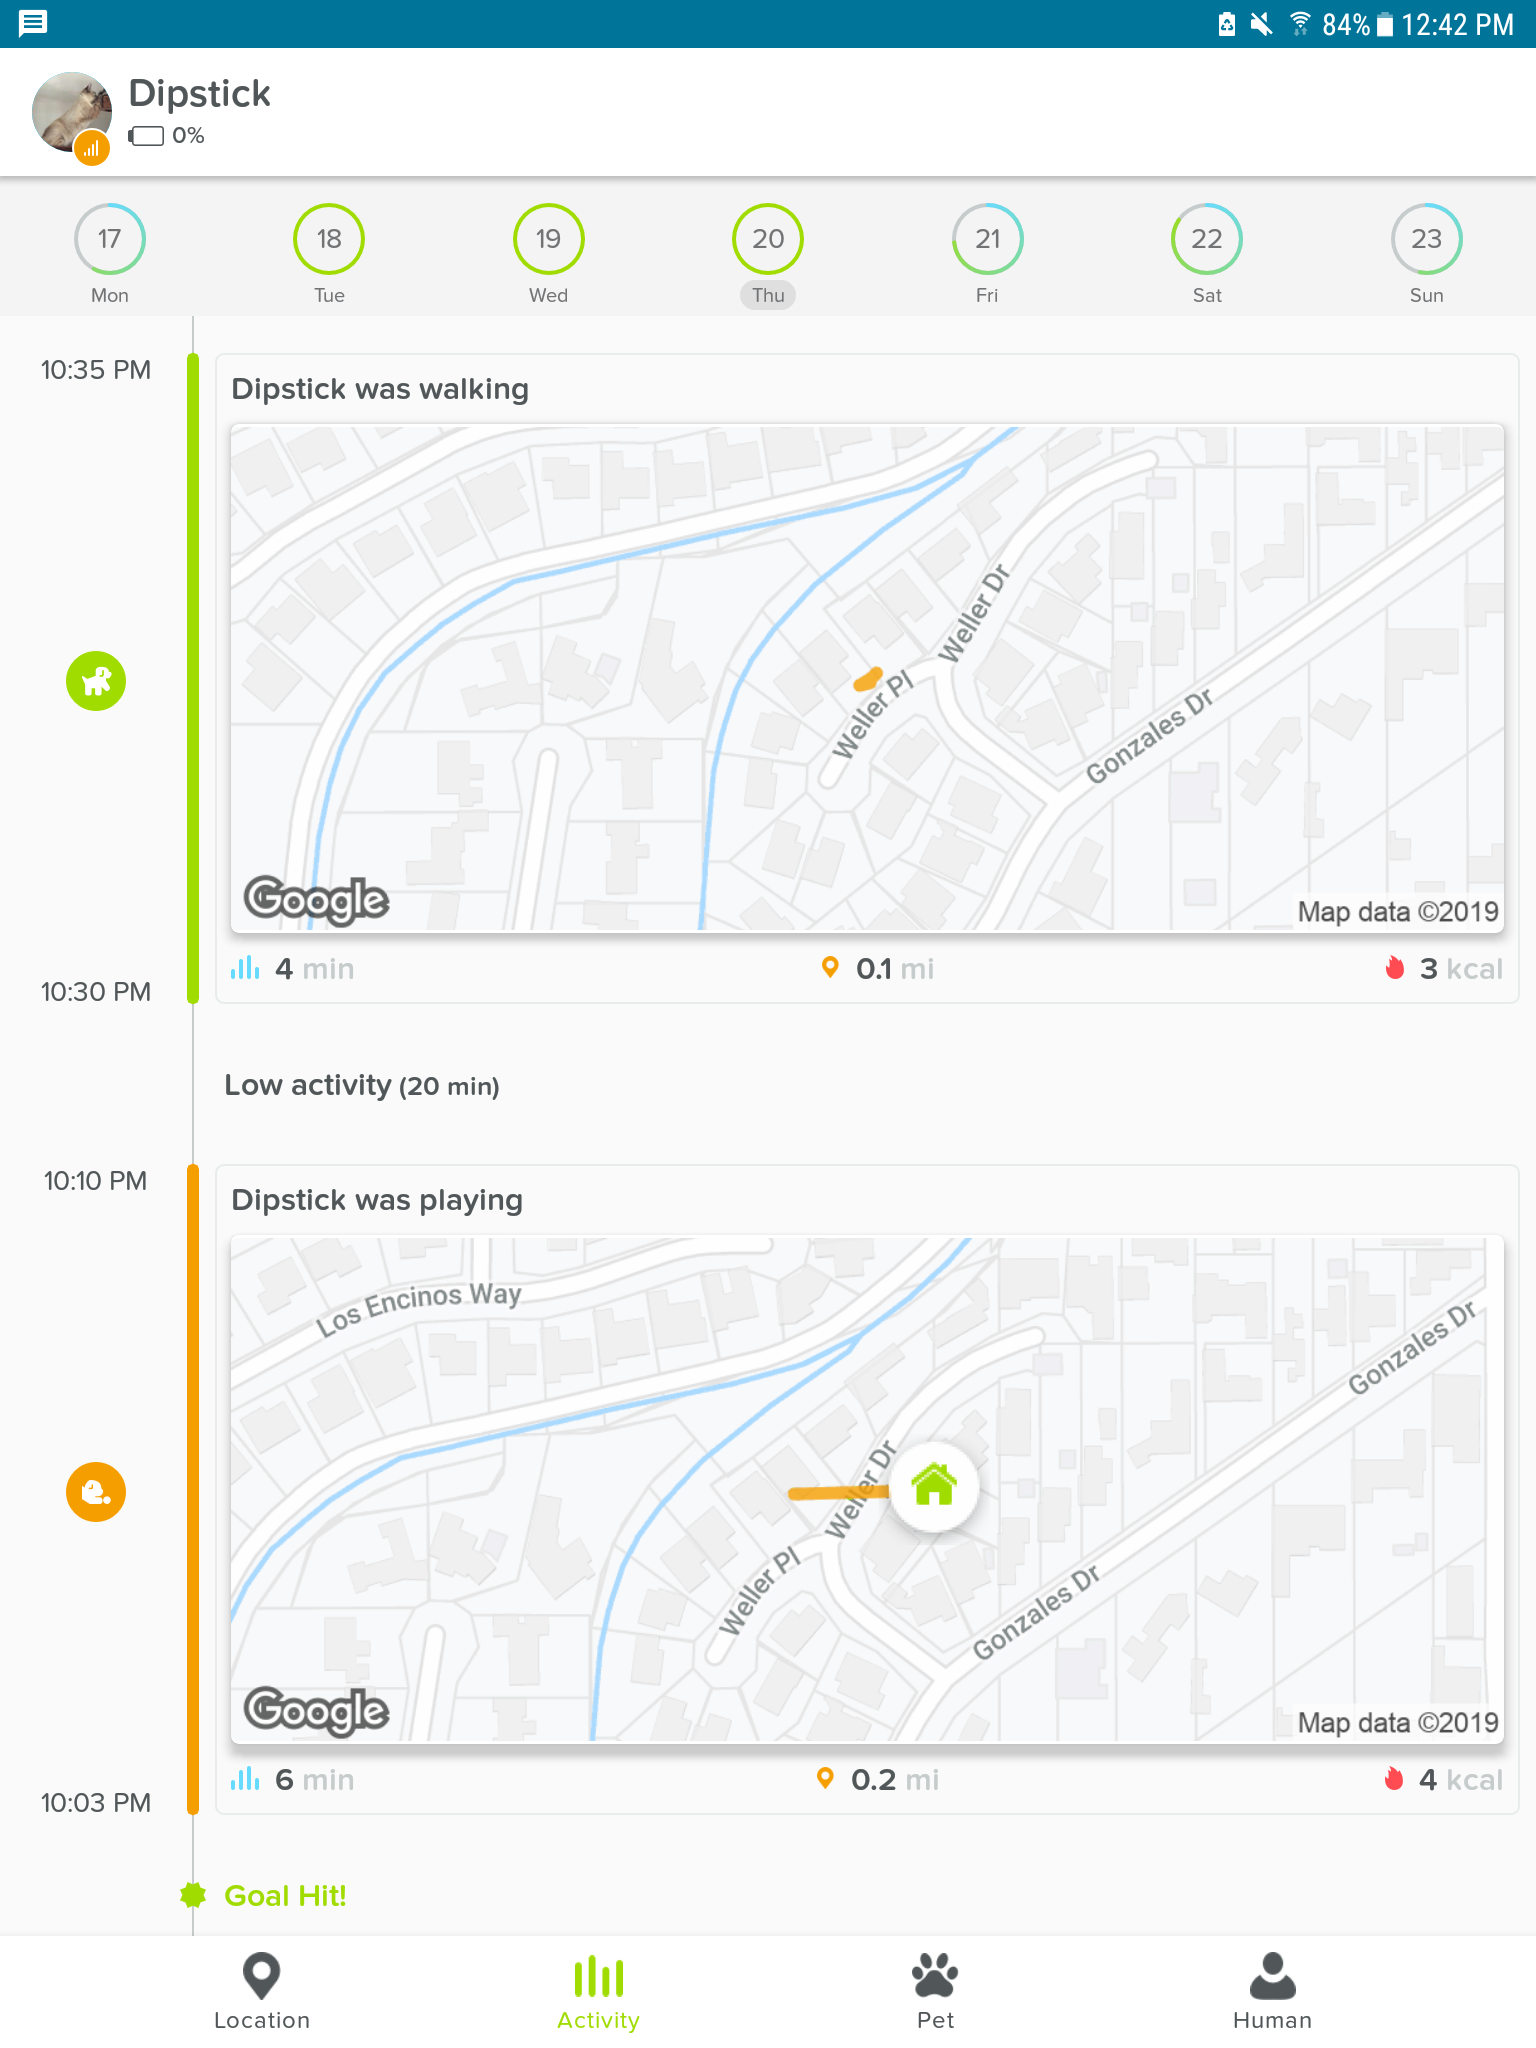 84% 12:42 PM
Dipstick
0%
17 18 19 20 21 22 23
Mon Tue Wed Thu Fri Sat Sun
10:35 PM
Dipstick was walking
Weller Dr
Weller Pl
Gonzales Dr
Google
Map data ©2019
4 min 0.1 mi 3 kcal
10:30 PM
Low activity (20 min)
10:10 PM
Dipstick was playing
Los Encinos Way
Gonzales Dr
Weller Dr
Weller Pl
Gonzales Dr
Google
Map data ©2019
6 min 0.2 mi 4 kcal
10:03 PM
Goal Hit!
Location Activity Pet Human